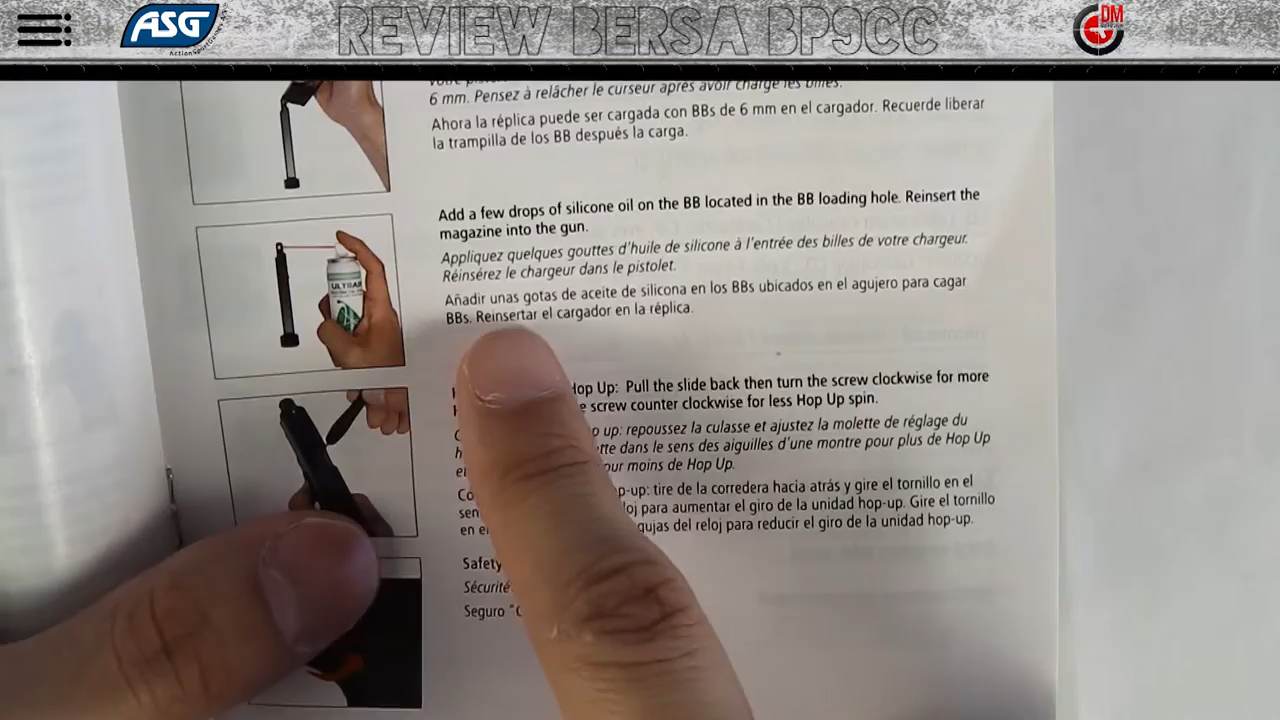 ASG
ActionSportGames
REVIEW BERSA BP9CC
DM
6 mm. Pensez à relâcher le curseur après avoir chargé les billes.
Ahora la réplica puede ser cargada con BBs de 6 mm en el cargador. Recuerde liberar
la trampilla de los BB después la carga.
Add a few drops of silicone oil on the BB located in the BB loading hole. Reinsert the
magazine into the gun.
Appliquez quelques gouttes d'huile de silicone à l'entrée des billes de votre chargeur.
Réinsérez le chargeur dans le pistolet.
Añadir unas gotas de aceite de silicona en los BBs ubicados en el agujero para cagar
BBs. Reinsertar el cargador en la réplica.
ULTRAIR
Hop Up: Pull the slide back then turn the screw clockwise for more
screw counter clockwise for less Hop Up spin.
up: repoussez la culasse et ajustez la molette de réglage du
dans le sens des aiguilles d'une montre pour plus de Hop Up
our moins de Hop Up.
p-up: tire de la corredera hacia atrás y gire el tornillo en el
para aumentar el giro de la unidad hop-up. Gire el tornillo
en del reloj para reducir el giro de la unidad hop-up.
Safety
Sécurité
Seguro